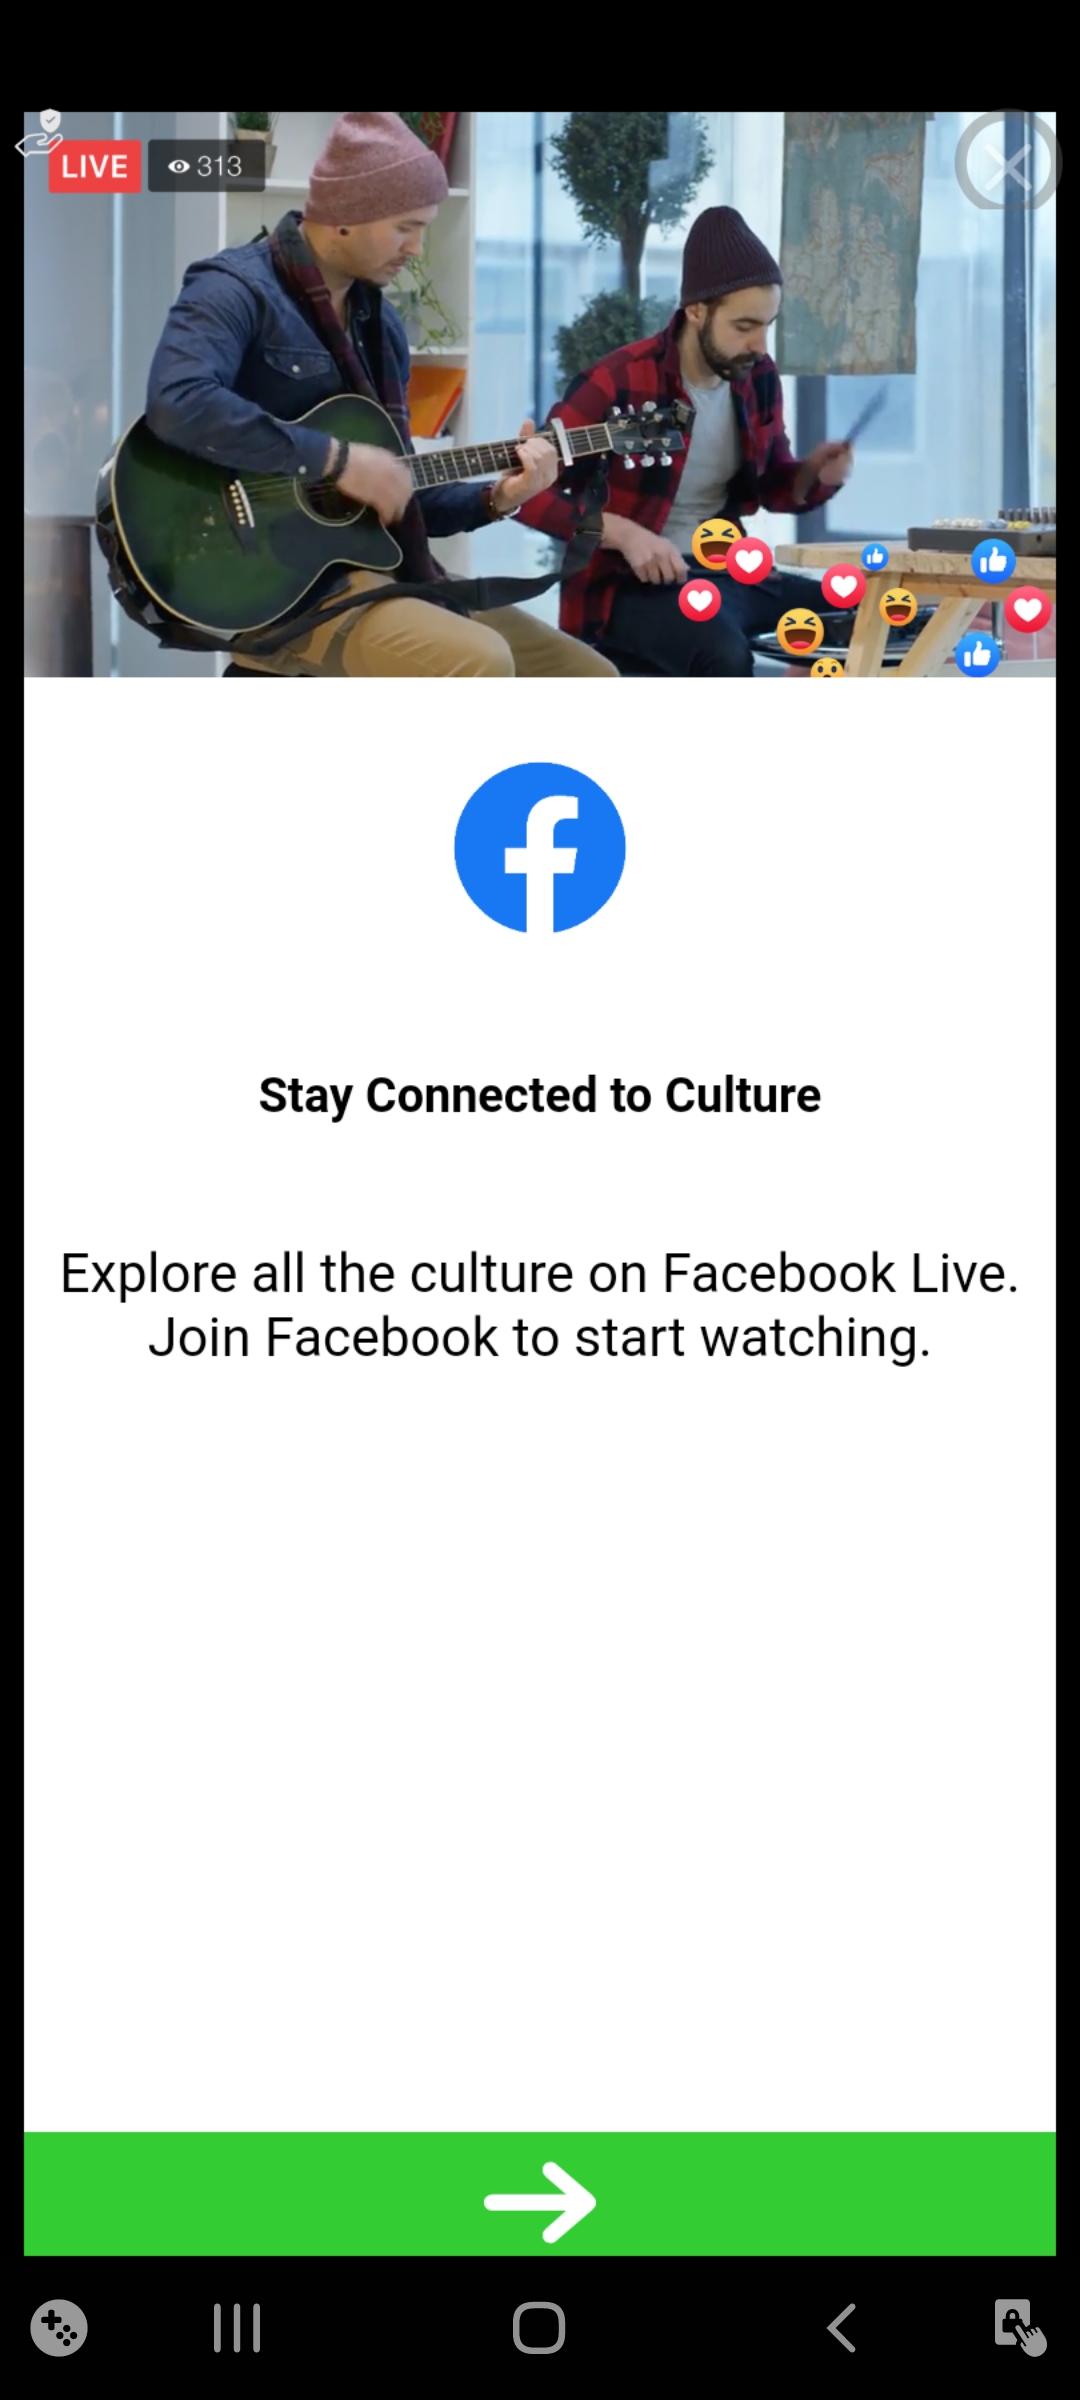 LIVE 313
Stay Connected to Culture
Explore all the culture on Facebook Live.
Join Facebook to start watching.